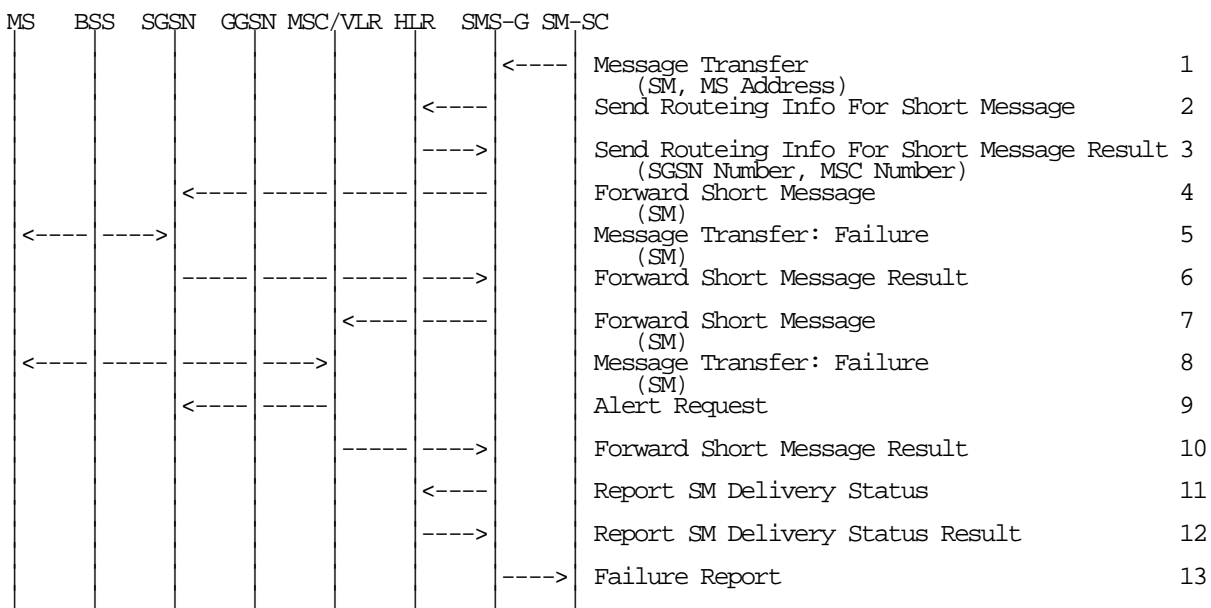 MS BSS SGSN GGSN MSC/VLR HLR SMS-G SM-SC
<---- Message Transfer 1
(SM, MS Address)
<---- Send Routeing Info For Short Message 2
----> Send Routeing Info For Short Message Result 3
(SGSN Number, MSC Number)
<---- ----- ----- ----- Forward Short Message 4
(SM)
<---- ----> Message Transfer: Failure 5
(SM)
----- ----- ----- ----> Forward Short Message Result 6
<---- ----- Forward Short Message 7
(SM)
<---- ----- ----- ----> Message Transfer: Failure 8
(SM)
<---- ----- Alert Request 9
----- ----> Forward Short Message Result 10
<---- Report SM Delivery Status 11
----> Report SM Delivery Status Result 12
----> Failure Report 13